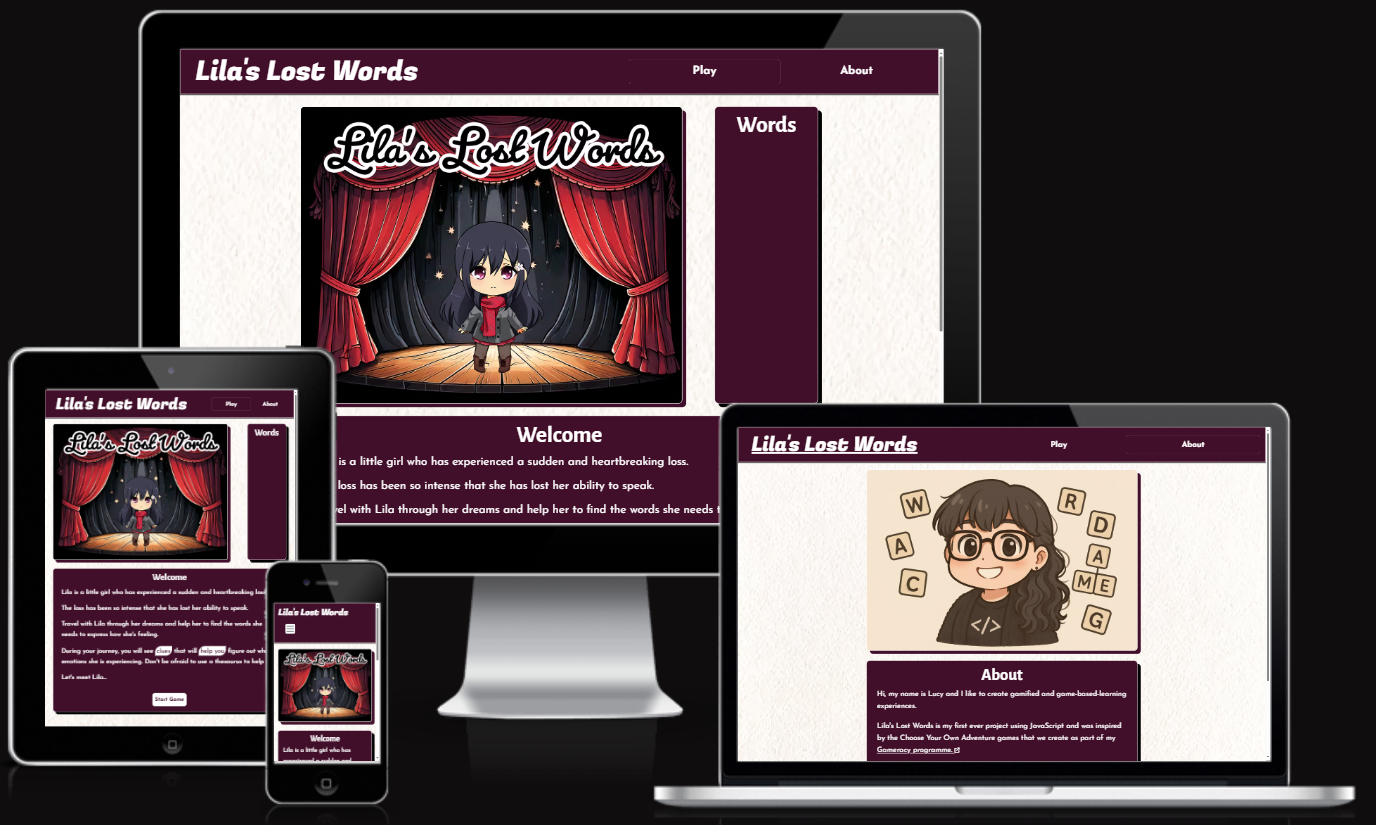 Lila's Lost Words
Play
About
Lila's Lost Words
Words
Welcome
is a little girl who has experienced a sudden and heartbreaking loss.
loss has been so intense that she has lost her ability to speak.
vel with Lila through her dreams and help her to find the words she needs t
Lila's Lost Words
Play
About
Lila's Lost Words
Words
Welcome
Lila is a little girl who has experienced a sudden and heartbreaking
The loss has been so intense that she has lost her ability to speak.
Travel with Lila through her dreams and help her to find the words she
needs to express how she's feeling.
During your journey, you will see clues that will help you figure out
emotions she is experiencing. Don't be afraid to use a thesaurus to help
Let's meet Lila...
Start Game
Lila's Lost Words
Lila's Lost Words
Welcome
Lila is a little girl who has
experienced a sudden and
Lila's Lost Words
Play
About
W
A
C
R
D
A
M E
G
</>
About
Hi, my name is Lucy and I like to create gamified and game-based-learning
experiences.
Lila's Lost Words is my first ever project using JavaScript and was inspired
by the Choose Your Own Adventure games that we create as part of my
Gameracy programme.